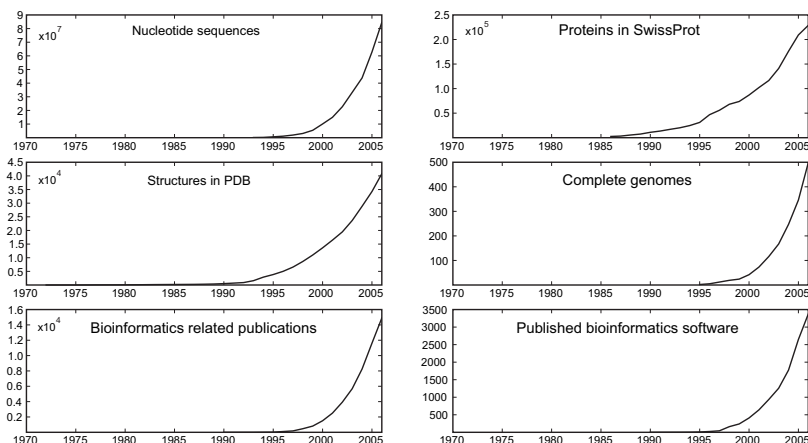 Nucleotide sequences
x10^7
9
8
7
6
5
4
3
2
1
1970 1975 1980 1985 1990 1995 2000 2005
Proteins in SwissProt
x10^5
2.5
2.0
1.5
1.0
0.5
1970 1975 1980 1985 1990 1995 2000 2005
Structures in PDB
x10^4
4.5
4.0
3.5
3.0
2.5
2.0
1.5
1.0
0.5
1970 1975 1980 1985 1990 1995 2000 2005
Complete genomes
500
400
300
200
100
1970 1975 1980 1985 1990 1995 2000 2005
Bioinformatics related publications
x10^4
1.6
1.4
1.2
1.0
0.8
0.6
0.4
0.2
1970 1975 1980 1985 1990 1995 2000 2005
Published bioinformatics software
3500
3000
2500
2000
1500
1000
500
1970 1975 1980 1985 1990 1995 2000 2005